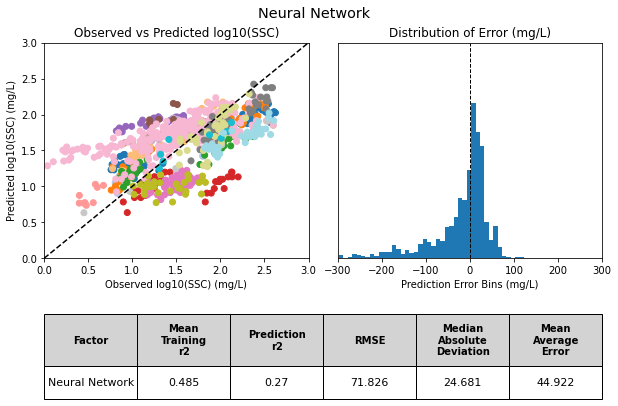 Neural Network
Observed vs Predicted log10(SSC)
Predicted log10(SSC) (mg/L)
3.0
2.5
2.0
1.5
1.0
0.5
0.0
0.0 0.5 1.0 1.5 2.0 2.5 3.0
Observed log10(SSC) (mg/L)
Distribution of Error (mg/L)
−300 −200 −100 0 100 200 300
Prediction Error Bins (mg/L)
Factor
Mean
Training
r2
Prediction
r2
RMSE
Median
Absolute
Deviation
Mean
Average
Error
Neural Network 0.485 0.27 71.826 24.681 44.922